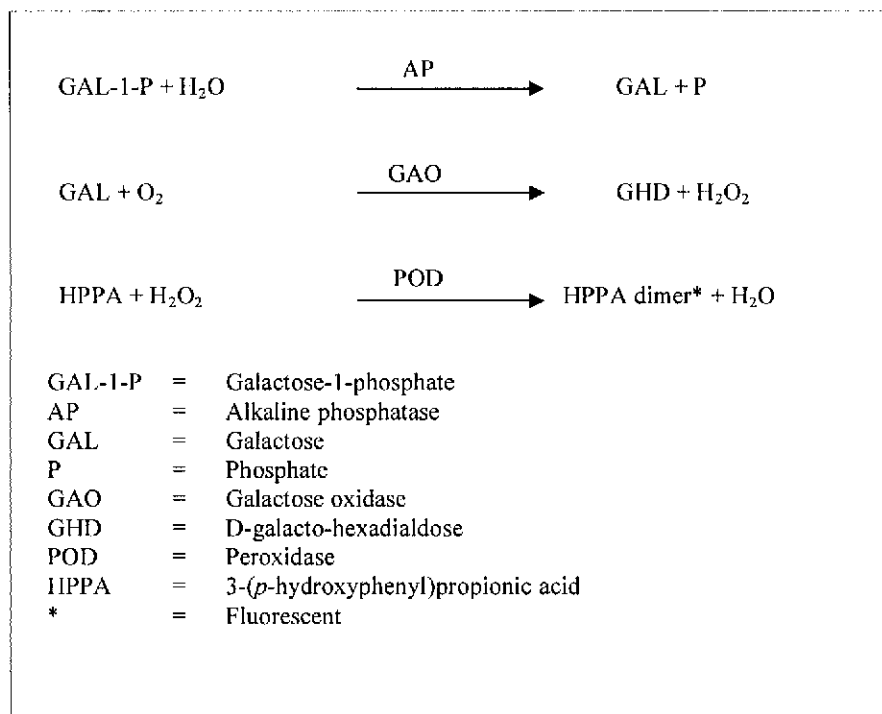 AP
GAL-1-P + H₂O GAL + P
GAO
GAL + O₂ GHD + H₂O₂
POD
HPPA + H₂O₂ HPPA dimer* + H₂O
GAL-1-P = Galactose-1-phosphate
AP = Alkaline phosphatase
GAL = Galactose
P = Phosphate
GAO = Galactose oxidase
GHD = D-galacto-hexadialdose
POD = Peroxidase
HPPA = 3-(p-hydroxyphenyl)propionic acid
* = Fluorescent